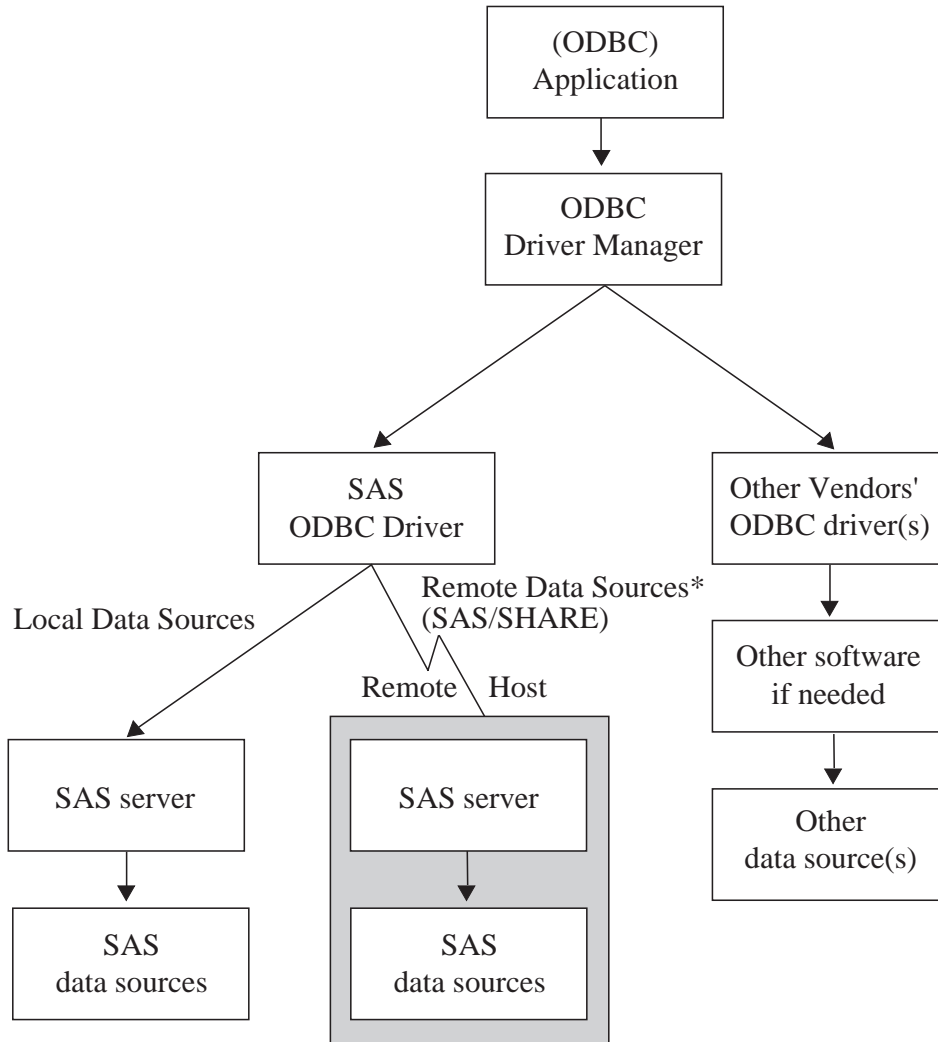 (ODBC)
Application
ODBC
Driver Manager
SAS
ODBC Driver
Other Vendors'
ODBC driver(s)
Local Data Sources
Remote Data Sources*
(SAS/SHARE)
Remote Host
Other software
if needed
SAS server
SAS server
Other
data source(s)
SAS
data sources
SAS
data sources